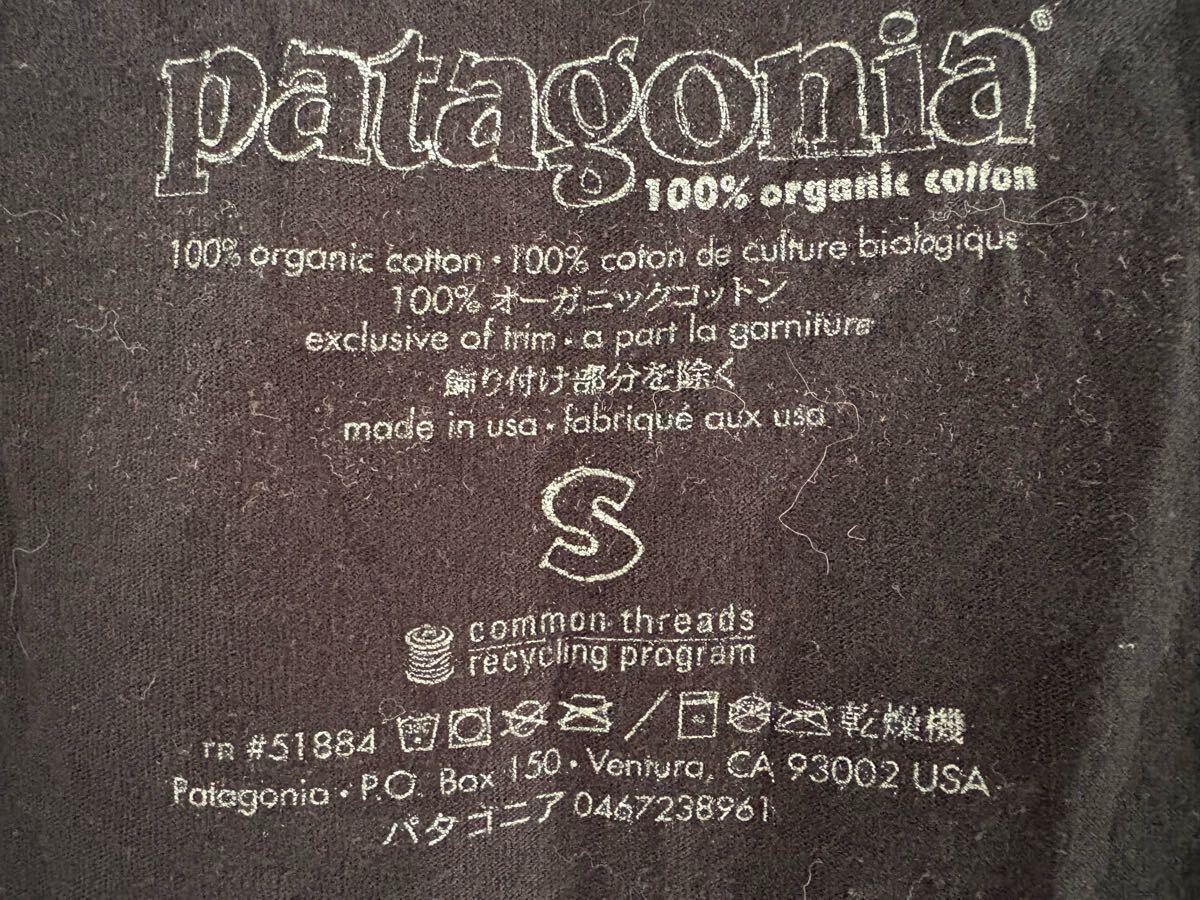 patagonia®
100% organic cotton
100% organic cotton • 100% coton de culture biologique
100% オーガニックコットン
exclusive of trim • a part la garniture
飾り付け部分を除く
made in usa • fabriqué aux usa
S
common threads
recycling program
rn #51884 / 乾燥機
Patagonia • P.O. Box 150 • Ventura, CA 93002 USA
パタゴニア 0467238961